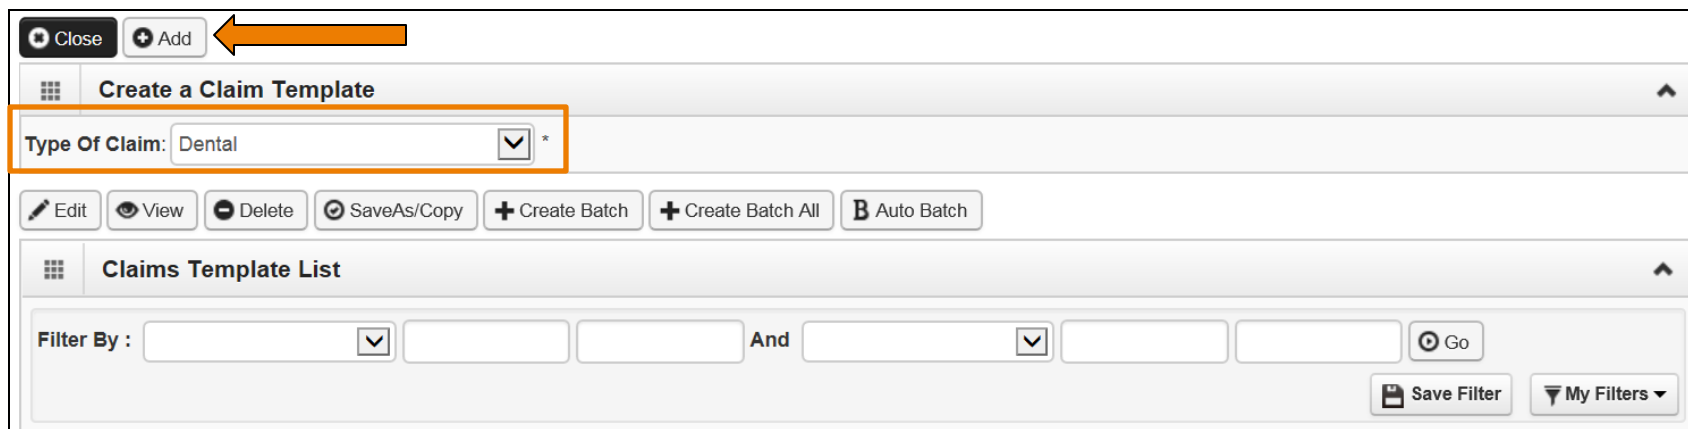 Close Add
Create a Claim Template
Type Of Claim: Dental *
Edit View Delete SaveAs/Copy Create Batch Create Batch All B Auto Batch
Claims Template List
Filter By : And Go
Save Filter My Filters